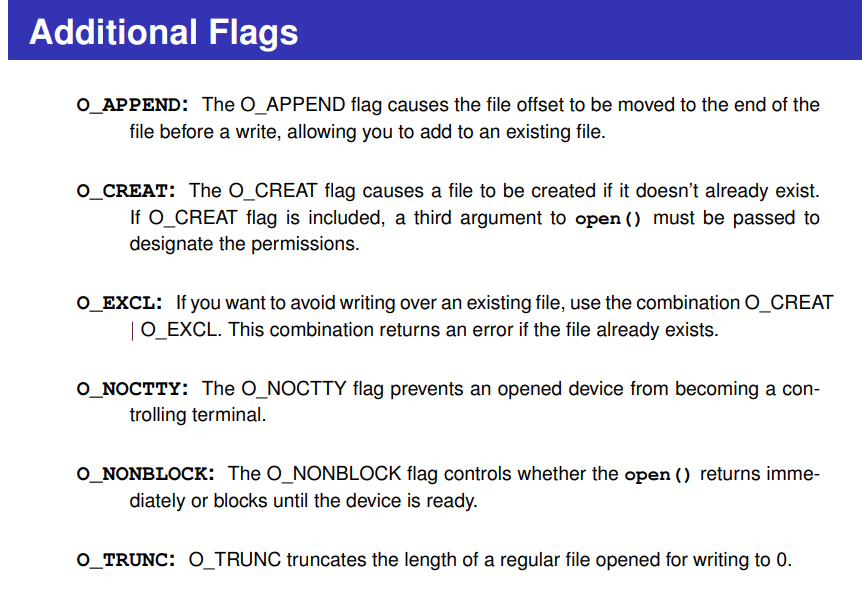 Additional Flags
O_APPEND: The O_APPEND flag causes the file offset to be moved to the end of the
file before a write, allowing you to add to an existing file.
O_CREAT: The O_CREAT flag causes a file to be created if it doesn't already exist.
If O_CREAT flag is included, a third argument to open() must be passed to
designate the permissions.
O_EXCL: If you want to avoid writing over an existing file, use the combination O_CREAT
| O_EXCL. This combination returns an error if the file already exists.
O_NOCTTY: The O_NOCTTY flag prevents an opened device from becoming a con-
trolling terminal.
O_NONBLOCK: The O_NONBLOCK flag controls whether the open() returns imme-
diately or blocks until the device is ready.
O_TRUNC: O_TRUNC truncates the length of a regular file opened for writing to 0.